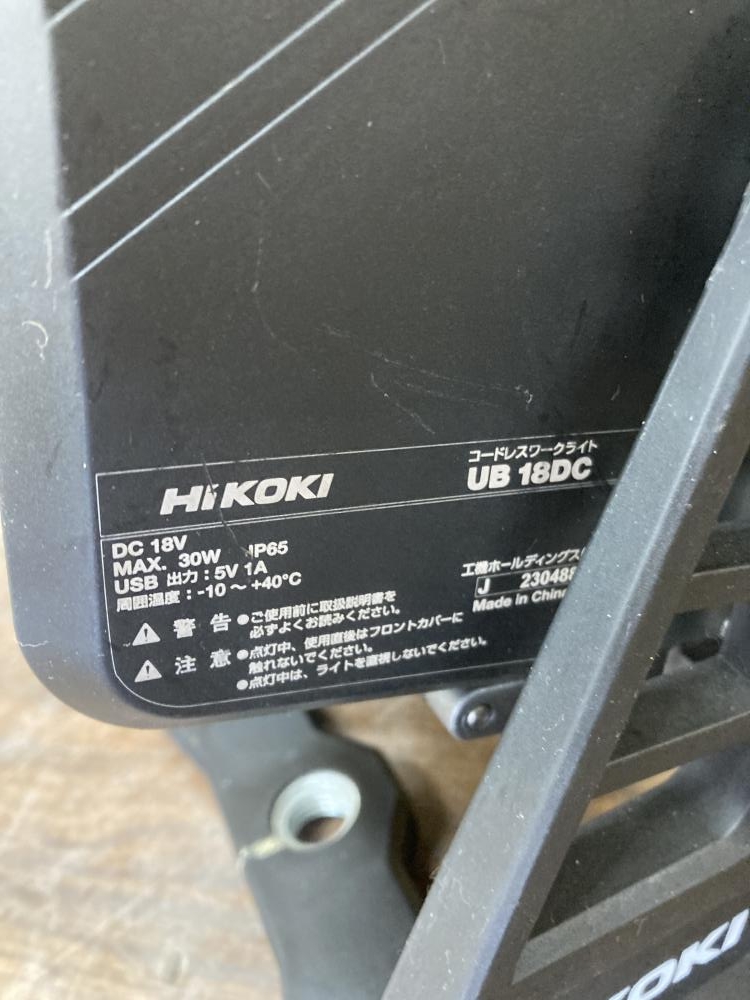 HiKOKI
コードレスワークライト
UB 18DC
DC 18V
MAX. 30W IP65
USB 出力：5V 1A
周囲温度：-10 ～ +40℃
工機ホールディングス
J 230488
Made in China
警告 ●ご使用前に取扱説明書を
必ずよくお読みください。
注意 ●点灯中、使用直後はフロントカバーに
触れないでください。
●点灯中は、ライトを直視しないでください。
KOKI